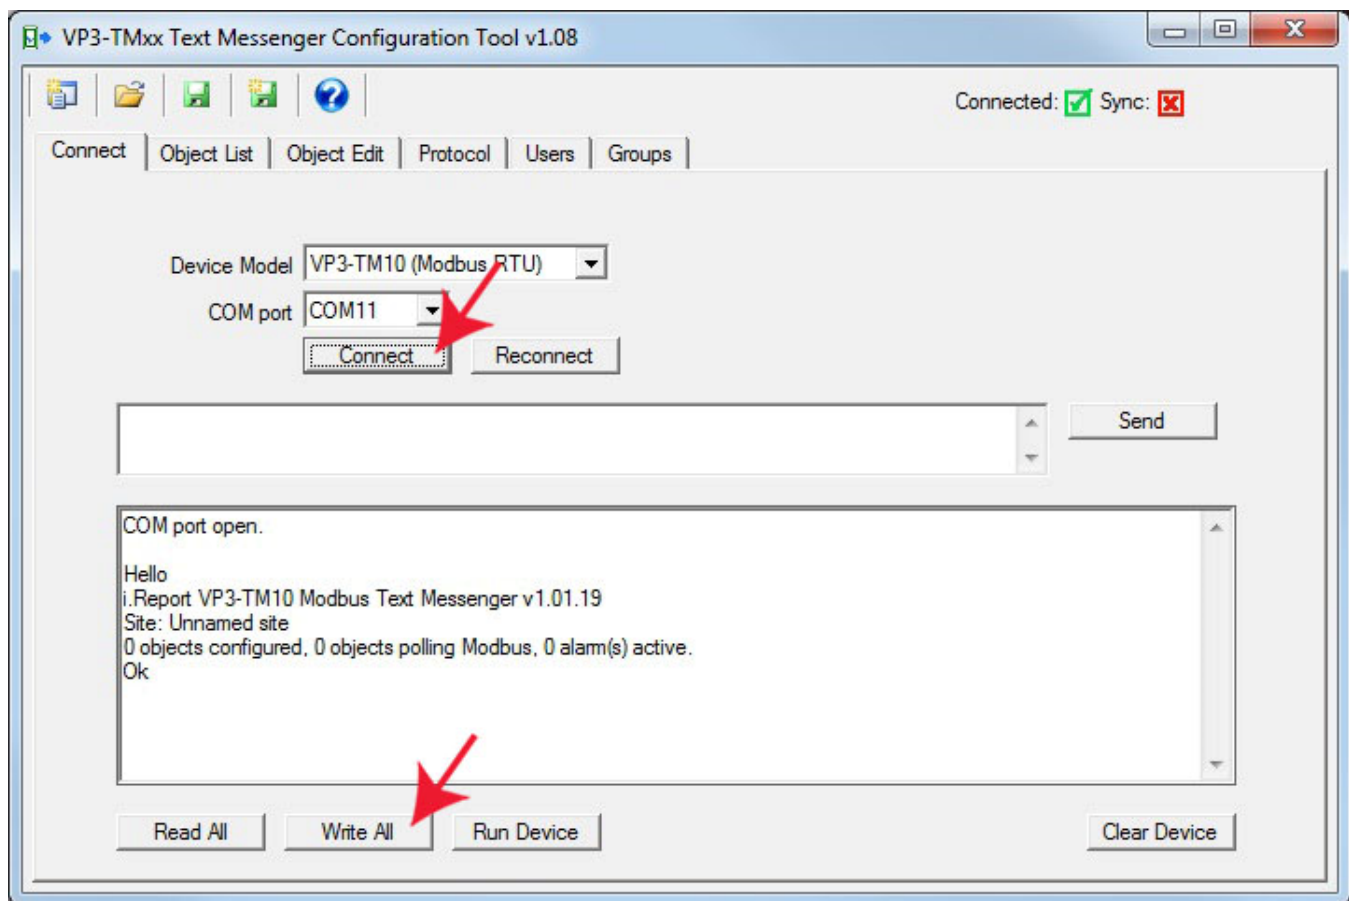 VP3-TMxx Text Messenger Configuration Tool v1.08
Connected: Sync:
Connect Object List Object Edit Protocol Users Groups
Device Model VP3-TM10 (Modbus RTU)
COM port COM11
Connect Reconnect
Send
COM port open.
Hello
i.Report VP3-TM10 Modbus Text Messenger v1.01.19
Site: Unnamed site
0 objects configured, 0 objects polling Modbus, 0 alarm(s) active.
Ok
Read All Write All Run Device Clear Device